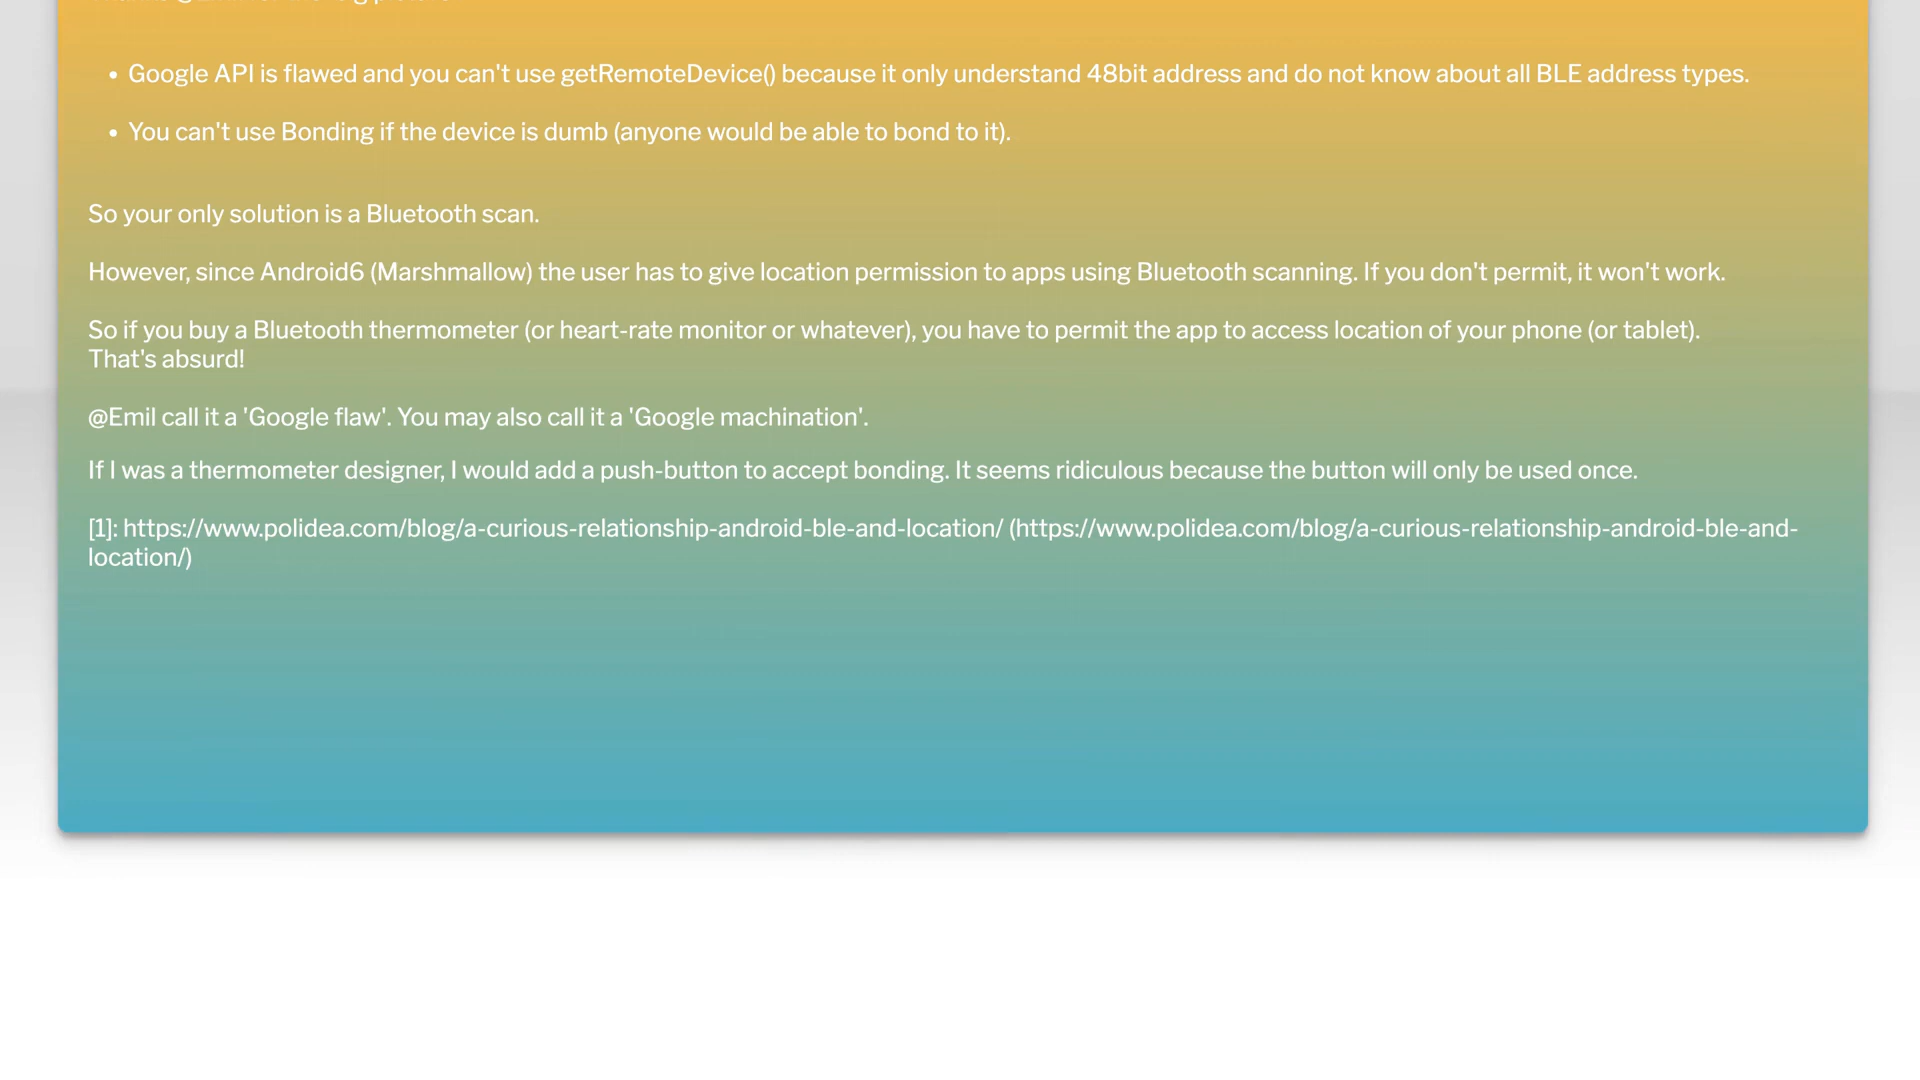 Google API is flawed and you can't use getRemoteDevice() because it only understand 48bit address and do not know about all BLE address types.
You can't use Bonding if the device is dumb (anyone would be able to bond to it).
So your only solution is a Bluetooth scan.
However, since Android6 (Marshmallow) the user has to give location permission to apps using Bluetooth scanning. If you don't permit, it won't work.
So if you buy a Bluetooth thermometer (or heart-rate monitor or whatever), you have to permit the app to access location of your phone (or tablet).
That's absurd!
@Emil call it a 'Google flaw'. You may also call it a 'Google machination'.
If I was a thermometer designer, I would add a push-button to accept bonding. It seems ridiculous because the button will only be used once.
[1]: https://www.polidea.com/blog/a-curious-relationship-android-ble-and-location/ (https://www.polidea.com/blog/a-curious-relationship-android-ble-and-
location/)